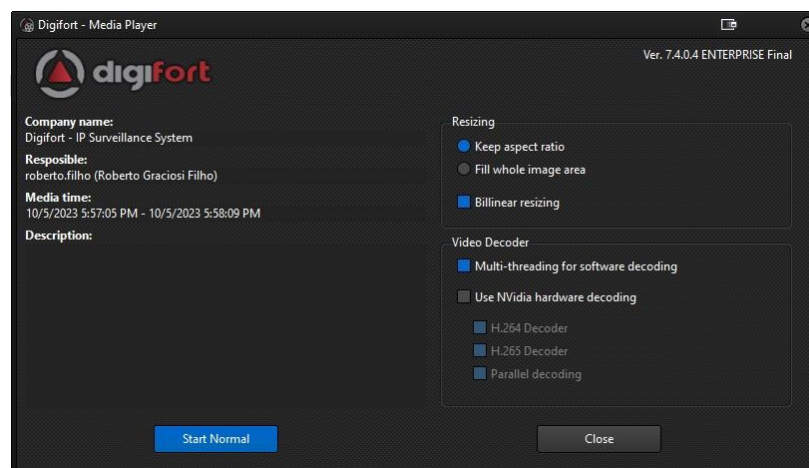 Digifort - Media Player
Ver. 7.4.0.4 ENTERPRISE Final
digifort
Company name:
Digifort - IP Surveillance System
Resposible:
roberto.filho (Roberto Graciosi Filho)
Media time:
10/5/2023 5:57:05 PM - 10/5/2023 5:58:09 PM
Description:
Resizing
Keep aspect ratio
Fill whole image area
Billinear resizing
Video Decoder
Multi-threading for software decoding
Use NVidia hardware decoding
H.264 Decoder
H.265 Decoder
Parallel decoding
Start Normal
Close